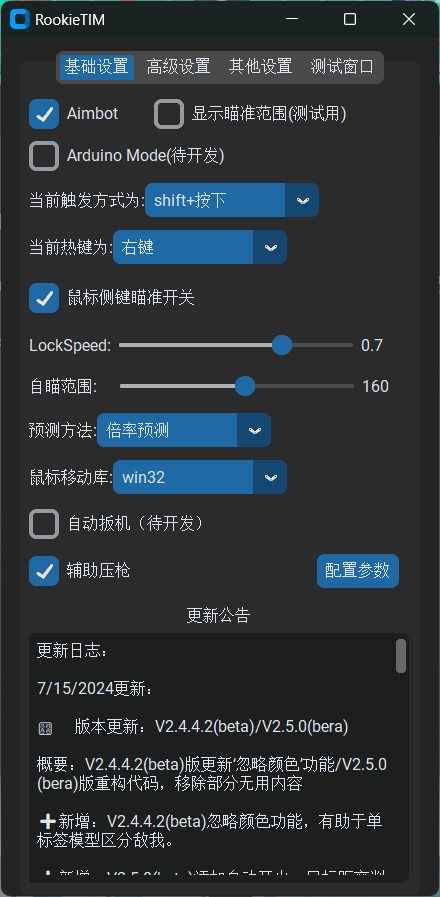 RookieTIM
基础设置 高级设置 其他设置 测试窗口
Aimbot 显示瞄准范围(测试用)
Arduino Mode(待开发)
当前触发方式为: shift+按下
当前热键为: 右键
鼠标侧键瞄准开关
LockSpeed: 0.7
自瞄范围: 160
预测方法: 倍率预测
鼠标移动库: win32
自动扳机（待开发）
辅助压枪 配置参数
更新公告
更新日志：
7/15/2024更新：
版本更新：V2.4.4.2(beta)/V2.5.0(bera)
概要：V2.4.4.2(beta)版更新‘忽略颜色’功能/V2.5.0
(bera)版重构代码，移除部分无用内容
➕新增：V2.4.4.2(beta)忽略颜色功能，有助于单
标签模型区分敌我。